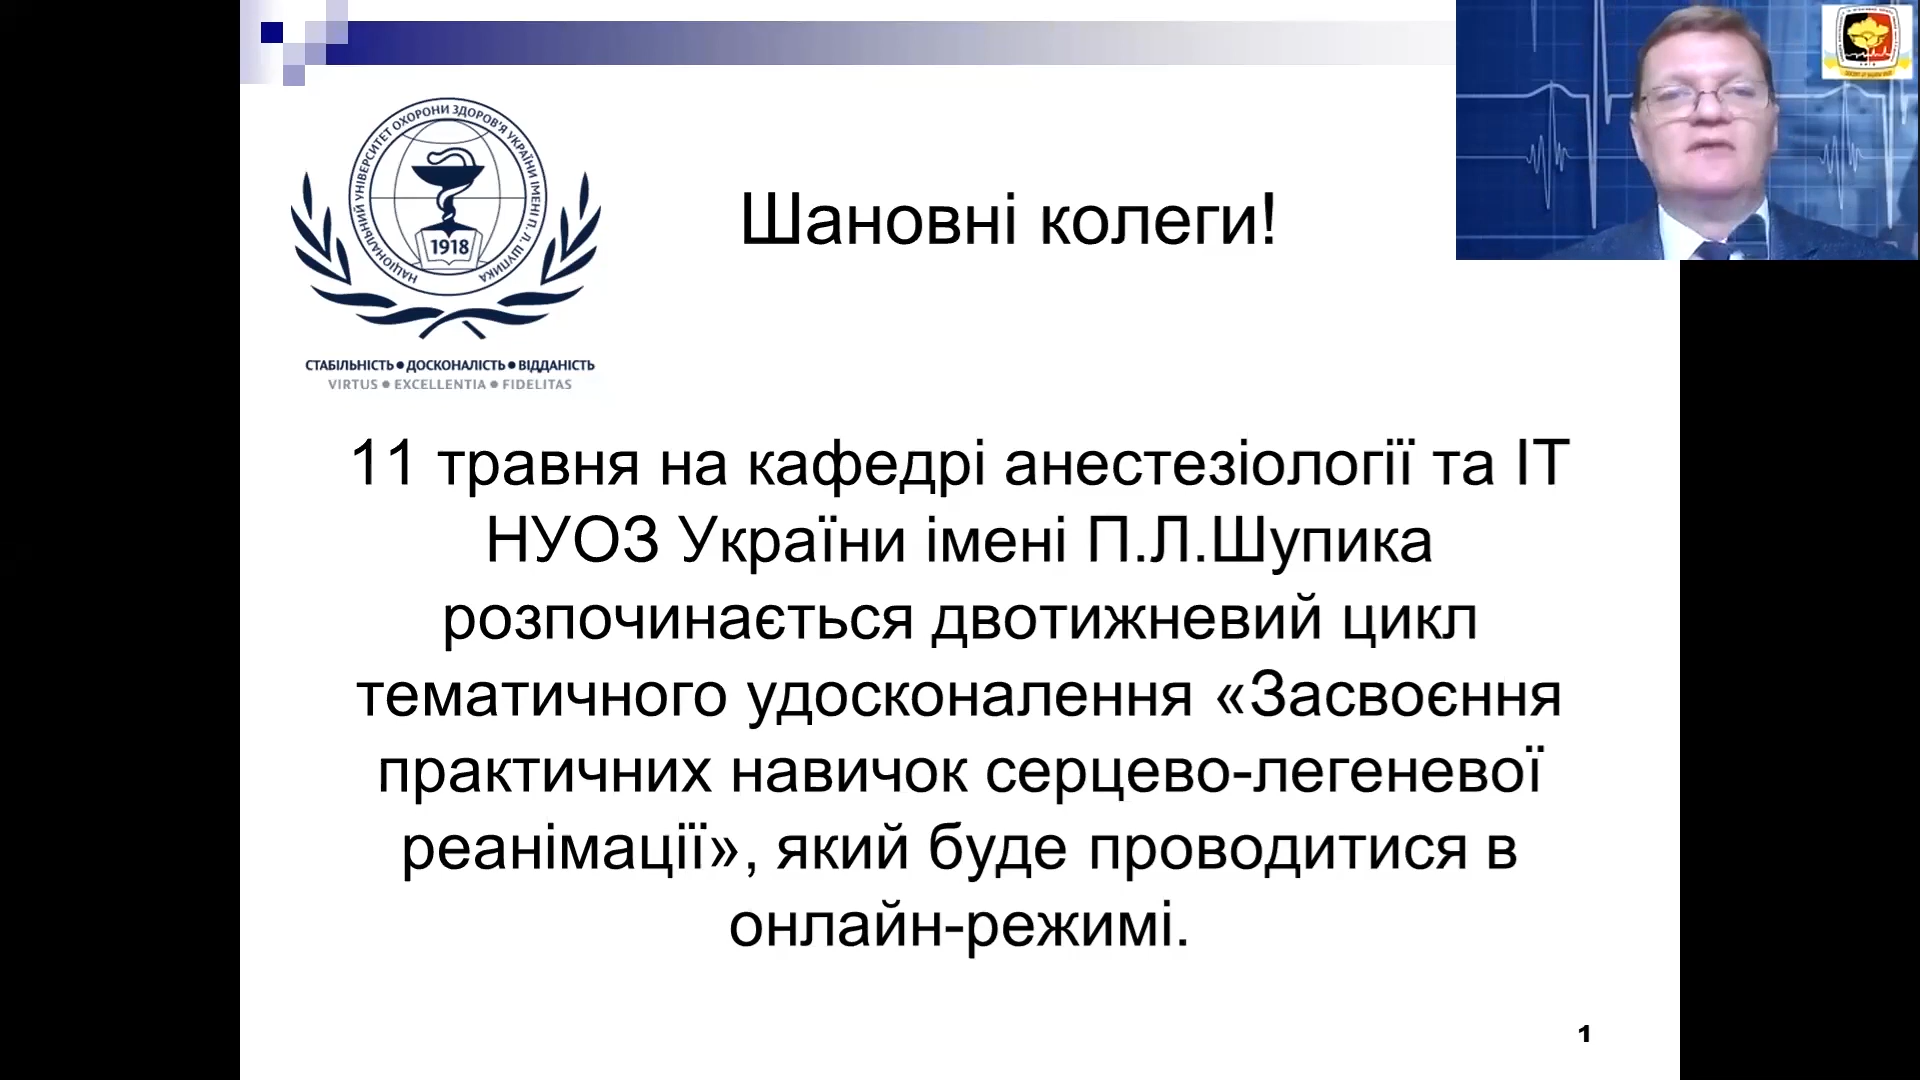 НАЦІОНАЛЬНИЙ УНІВЕРСИТЕТ ОХОРОНИ ЗДОРОВ'Я УКРАЇНИ ІМЕНІ П. Л. ШУПИКА
1918
СТАБІЛЬНІСТЬ ● ДОСКОНАЛІСТЬ ● ВІДДАНІСТЬ
VIRTUS ● EXCELLENTIA ● FIDELITAS
Шановні колеги!
11 травня на кафедрі анестезіології та ІТ
НУОЗ України імені П.Л.Шупика
розпочинається двотижневий цикл
тематичного удосконалення «Засвоєння
практичних навичок серцево-легеневої
реанімації», який буде проводитися в
онлайн-режимі.
1